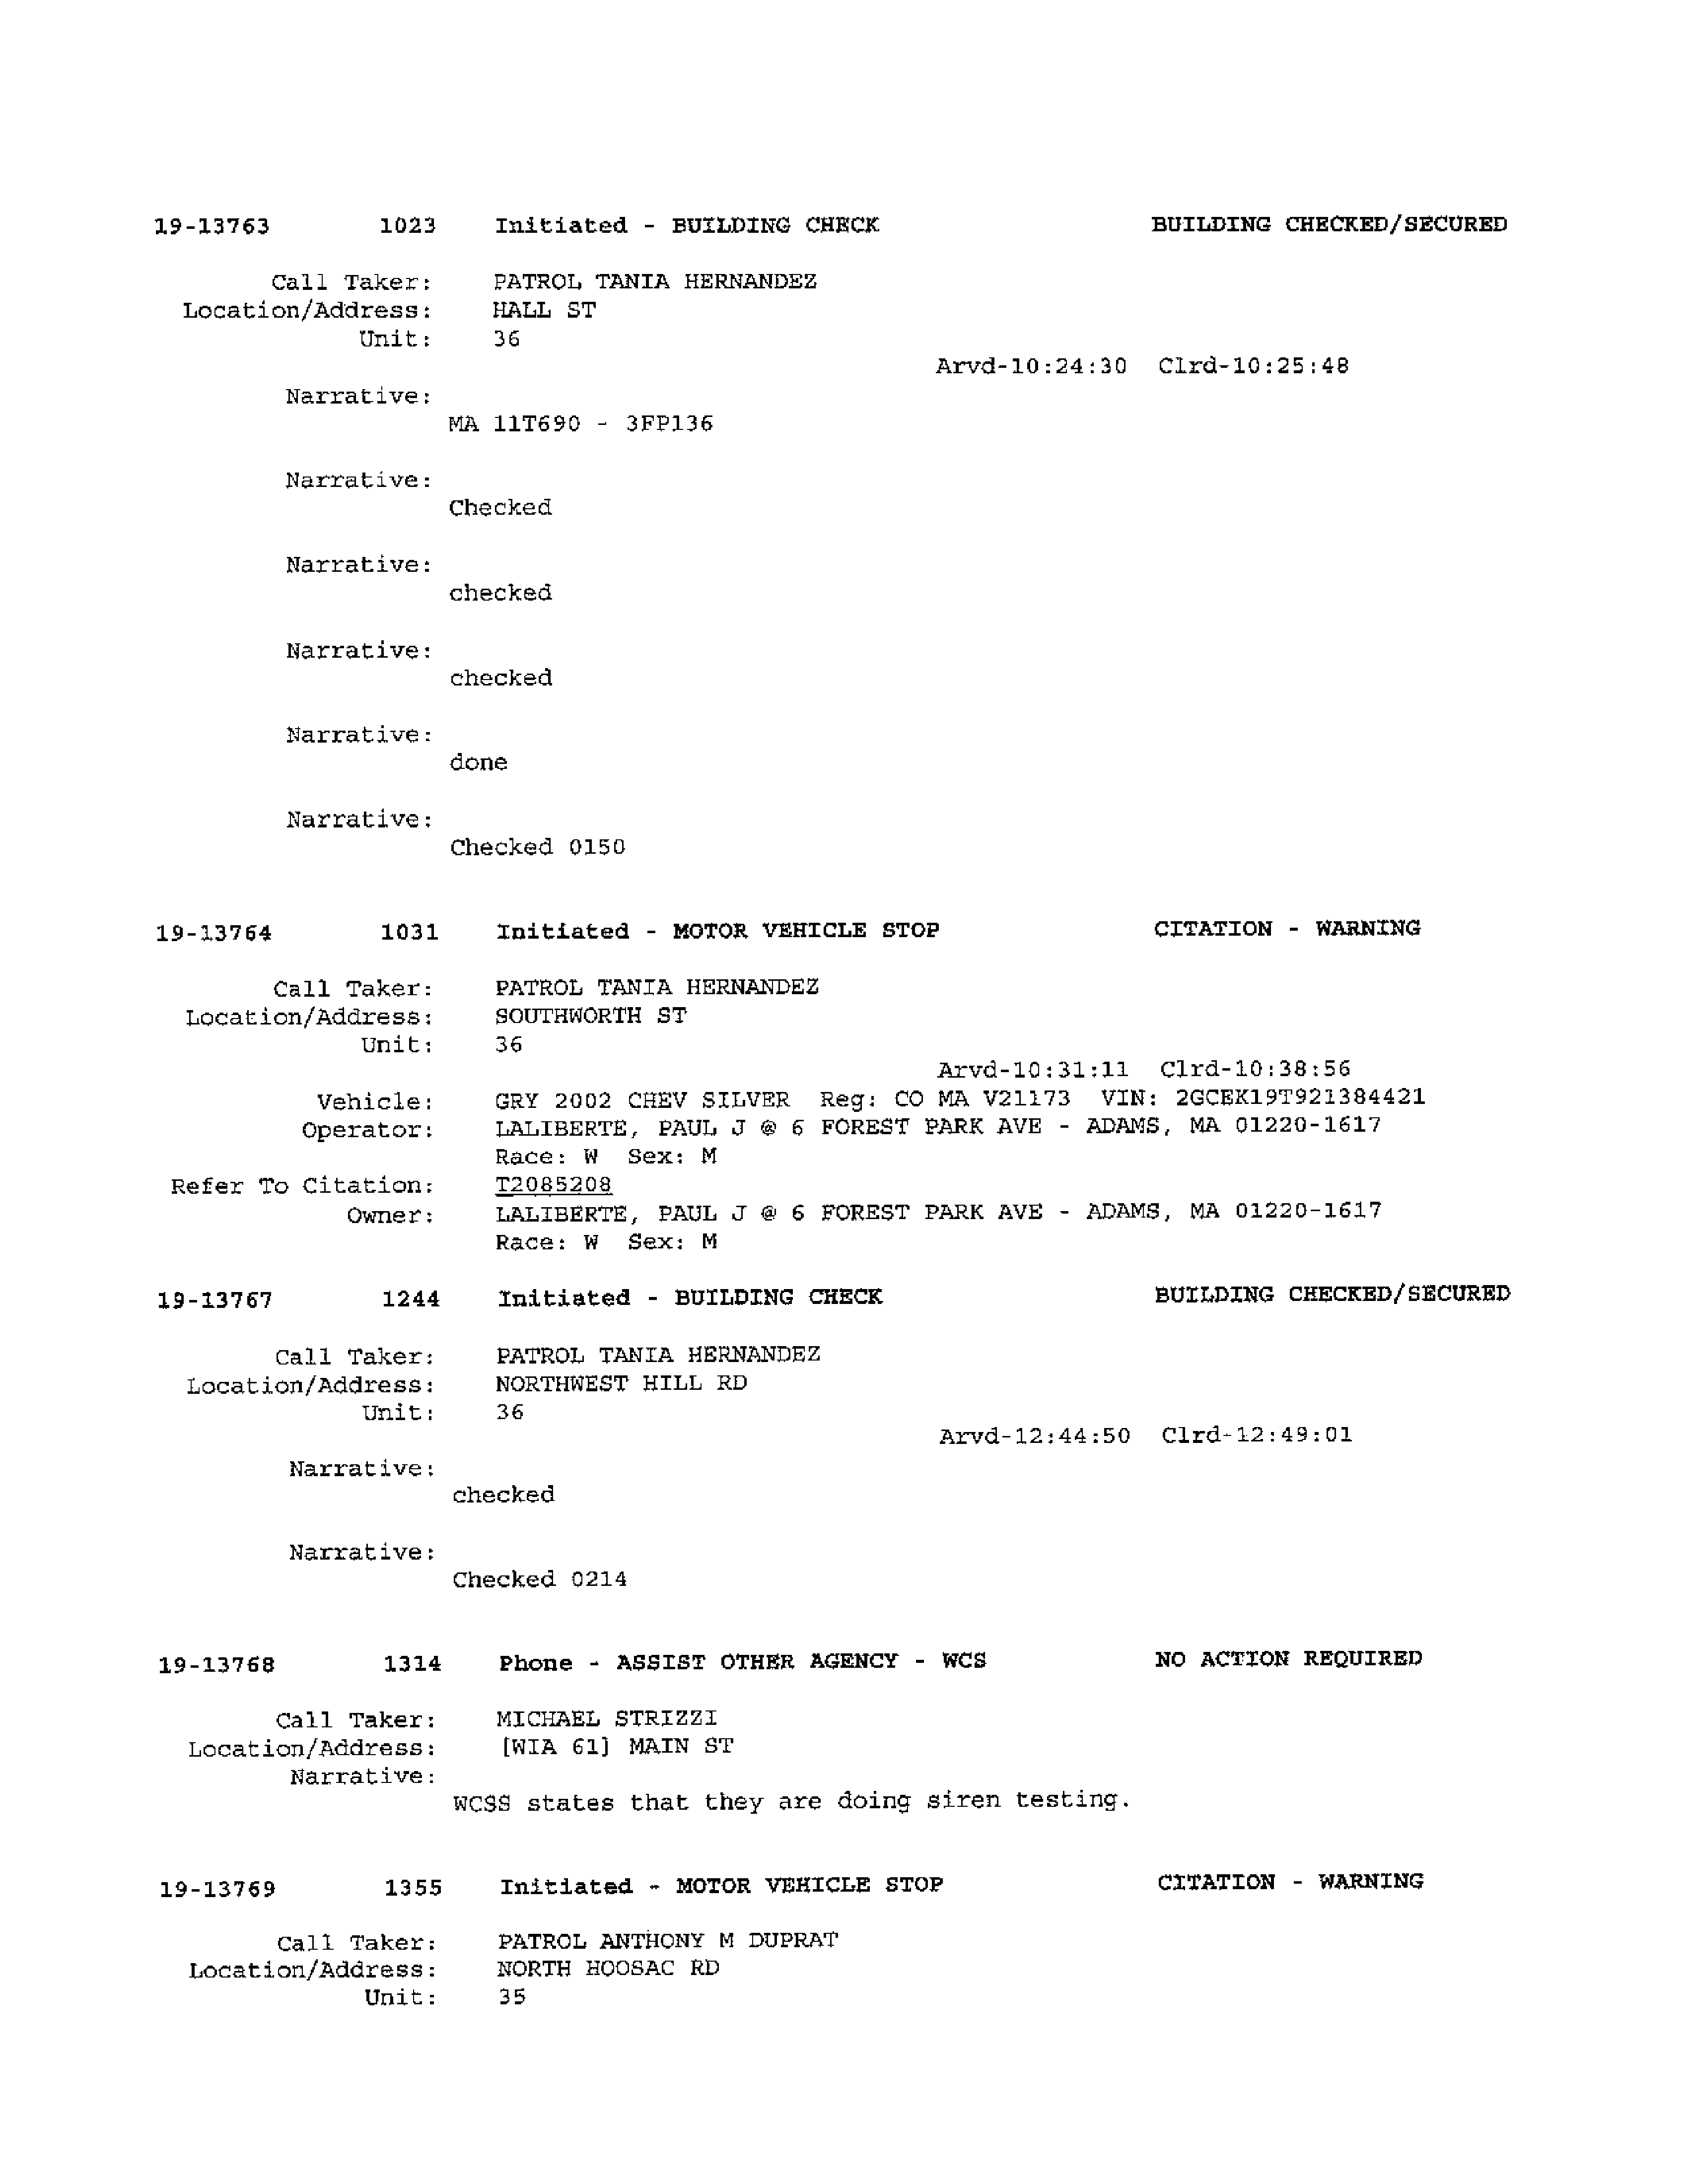 19-13763 1023 Initiated - BUILDING CHECK BUILDING CHECKED/SECURED
Call Taker: PATROL TANIA HERNANDEZ
Location/Address: HALL ST
Unit: 36
Arvd-10:24:30 Clrd-10:25:48
Narrative:
MA 11T690 - 3FP136
Narrative:
Checked
Narrative:
checked
Narrative:
checked
Narrative:
done
Narrative:
Checked 0150
19-13764 1031 Initiated - MOTOR VEHICLE STOP CITATION - WARNING
Call Taker: PATROL TANIA HERNANDEZ
Location/Address: SOUTHWORTH ST
Unit: 36
Arvd-10:31:11 Clrd-10:38:56
Vehicle: GRY 2002 CHEV SILVER Reg: CO MA V21173 VIN: 2GCEK19T921384421
Operator: LALIBERTE, PAUL J @ 6 FOREST PARK AVE - ADAMS, MA 01220-1617
Race: W Sex: M
Refer To Citation: T2085208
Owner: LALIBERTE, PAUL J @ 6 FOREST PARK AVE - ADAMS, MA 01220-1617
Race: W Sex: M
19-13767 1244 Initiated - BUILDING CHECK BUILDING CHECKED/SECURED
Call Taker: PATROL TANIA HERNANDEZ
Location/Address: NORTHWEST HILL RD
Unit: 36
Arvd-12:44:50 Clrd-12:49:01
Narrative:
checked
Narrative:
Checked 0214
19-13768 1314 Phone - ASSIST OTHER AGENCY - WCS NO ACTION REQUIRED
Call Taker: MICHAEL STRIZZI
Location/Address: [WIA 61] MAIN ST
Narrative:
WCSS states that they are doing siren testing.
19-13769 1355 Initiated - MOTOR VEHICLE STOP CITATION - WARNING
Call Taker: PATROL ANTHONY M DUPRAT
Location/Address: NORTH HOOSAC RD
Unit: 35